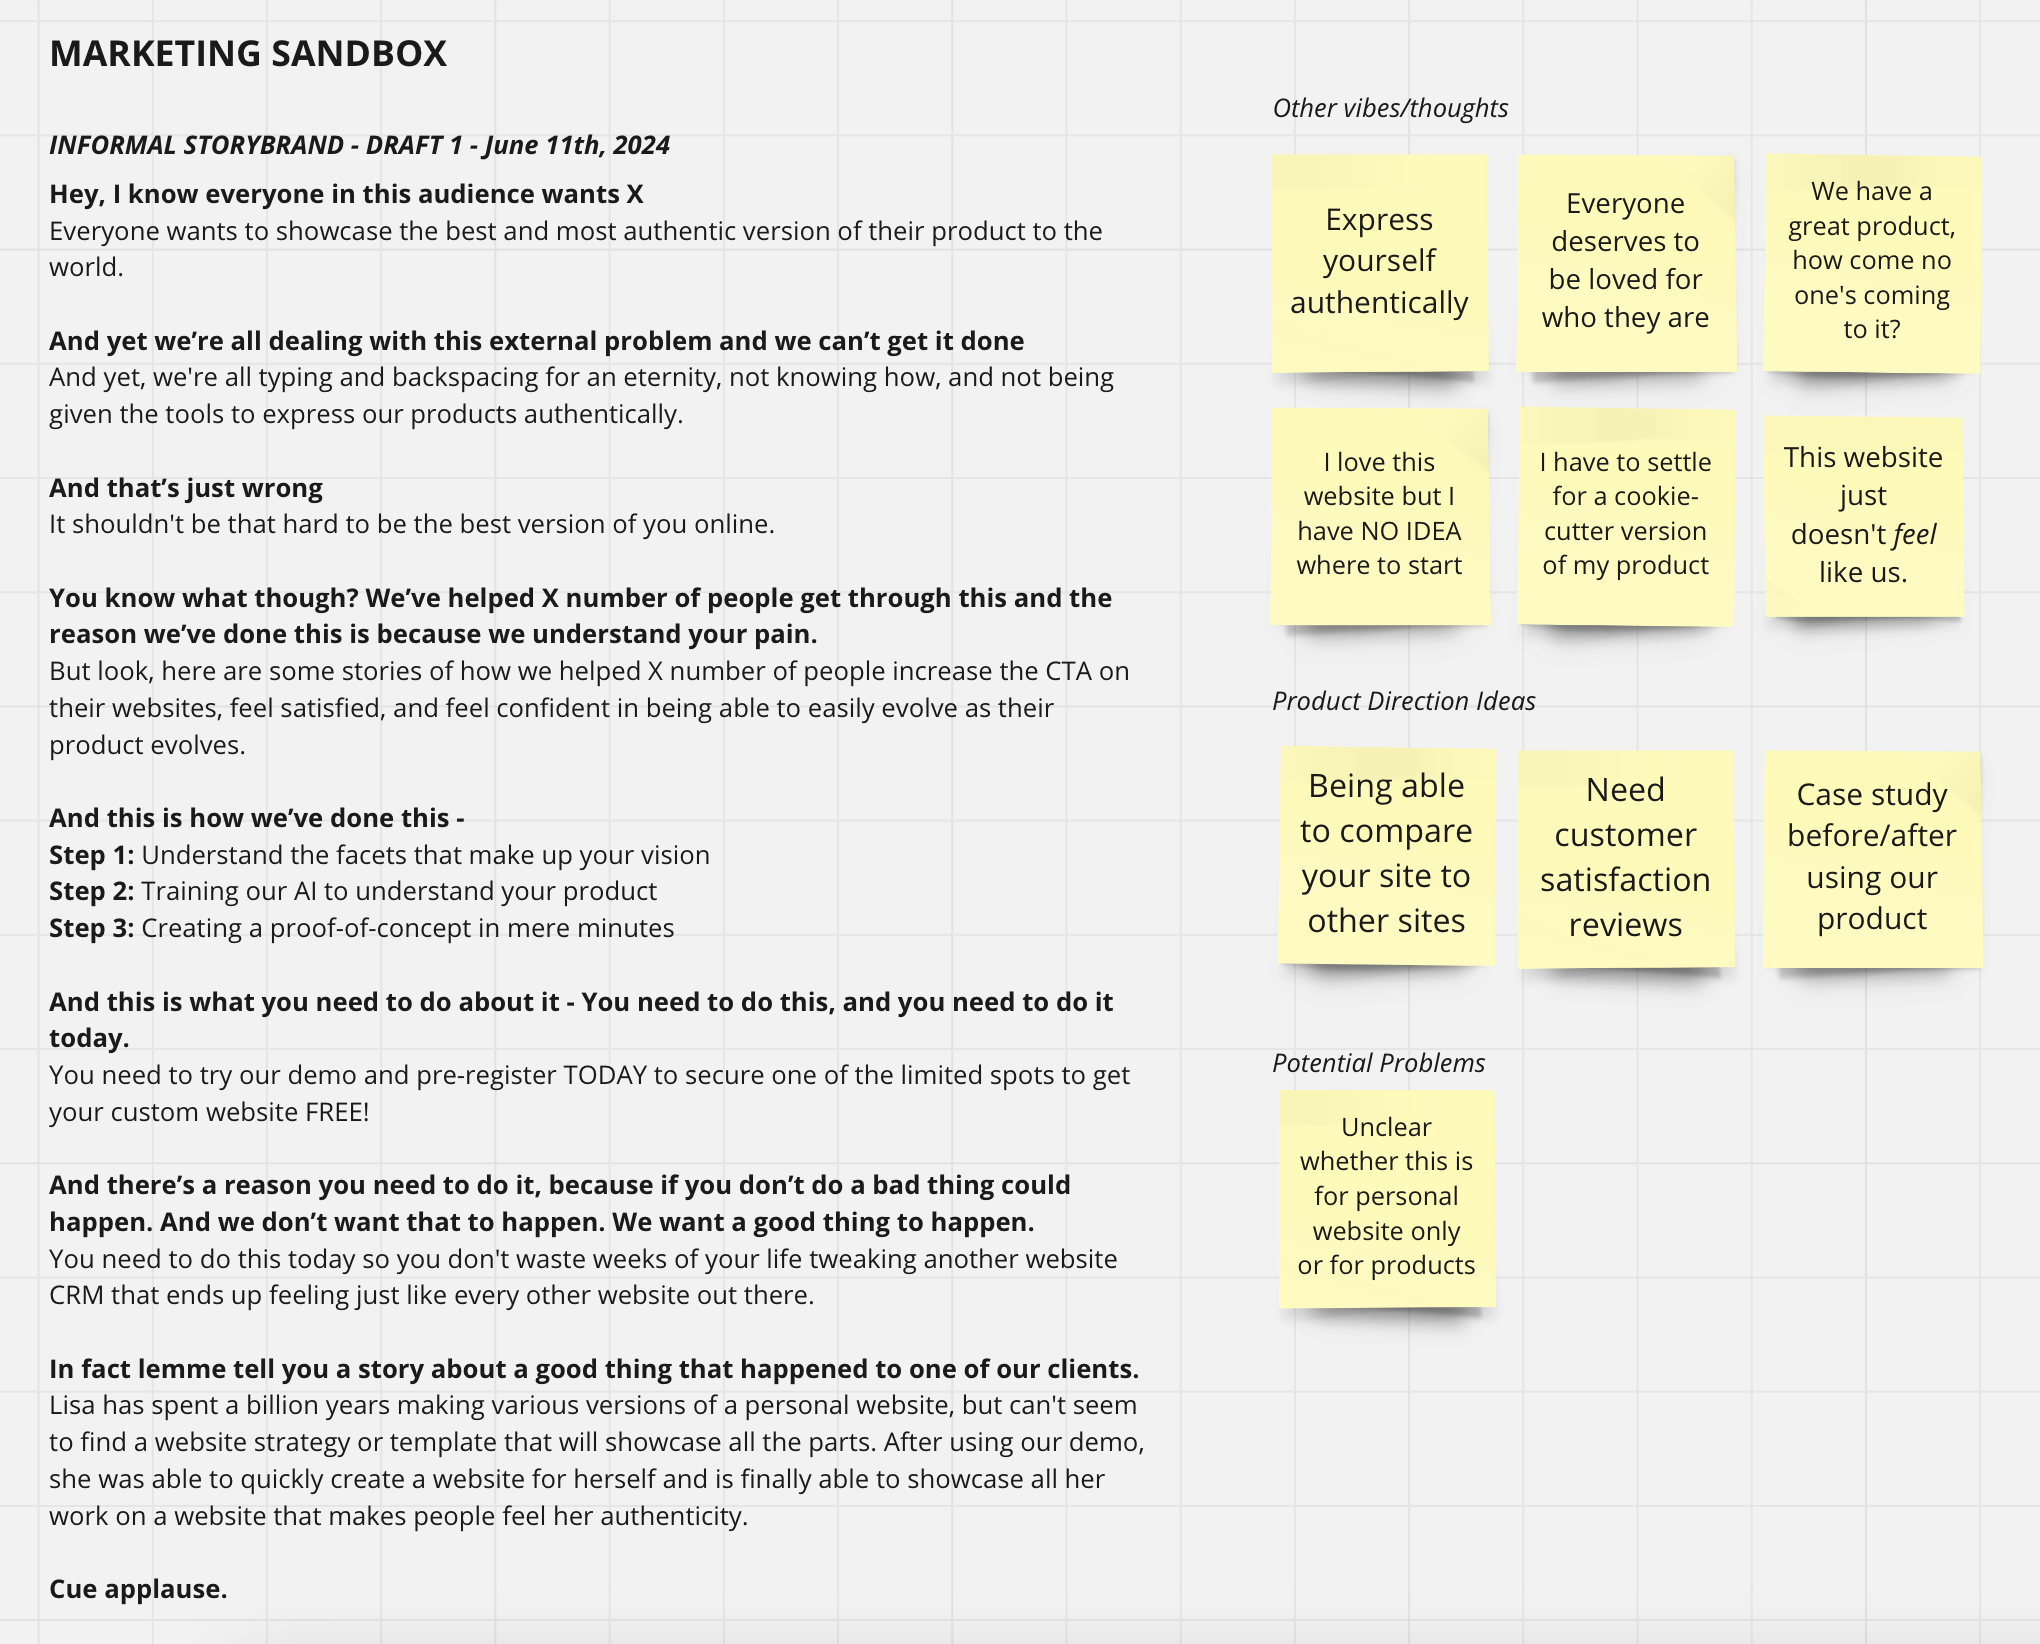 MARKETING SANDBOX
INFORMAL STORYBRAND - DRAFT 1 - June 11th, 2024
Hey, I know everyone in this audience wants X
Everyone wants to showcase the best and most authentic version of their product to the
world.
And yet we’re all dealing with this external problem and we can’t get it done
And yet, we're all typing and backspacing for an eternity, not knowing how, and not being
given the tools to express our products authentically.
And that’s just wrong
It shouldn't be that hard to be the best version of you online.
You know what though? We’ve helped X number of people get through this and the
reason we’ve done this is because we understand your pain.
But look, here are some stories of how we helped X number of people increase the CTA on
their websites, feel satisfied, and feel confident in being able to easily evolve as their
product evolves.
And this is how we’ve done this -
Step 1: Understand the facets that make up your vision
Step 2: Training our AI to understand your product
Step 3: Creating a proof-of-concept in mere minutes
And this is what you need to do about it - You need to do this, and you need to do it
today.
You need to try our demo and pre-register TODAY to secure one of the limited spots to get
your custom website FREE!
And there’s a reason you need to do it, because if you don’t do a bad thing could
happen. And we don’t want that to happen. We want a good thing to happen.
You need to do this today so you don't waste weeks of your life tweaking another website
CRM that ends up feeling just like every other website out there.
In fact lemme tell you a story about a good thing that happened to one of our clients.
Lisa has spent a billion years making various versions of a personal website, but can't seem
to find a website strategy or template that will showcase all the parts. After using our demo,
she was able to quickly create a website for herself and is finally able to showcase all her
work on a website that makes people feel her authenticity.
Cue applause.
Other vibes/thoughts
Express
yourself
authentically
Everyone
deserves to
be loved for
who they are
We have a
great product,
how come no
one's coming
to it?
I love this
website but I
have NO IDEA
where to start
I have to settle
for a cookie-
cutter version
of my product
This website
just
doesn't feel
like us.
Product Direction Ideas
Being able
to compare
your site to
other sites
Need
customer
satisfaction
reviews
Case study
before/after
using our
product
Potential Problems
Unclear
whether this is
for personal
website only
or for products